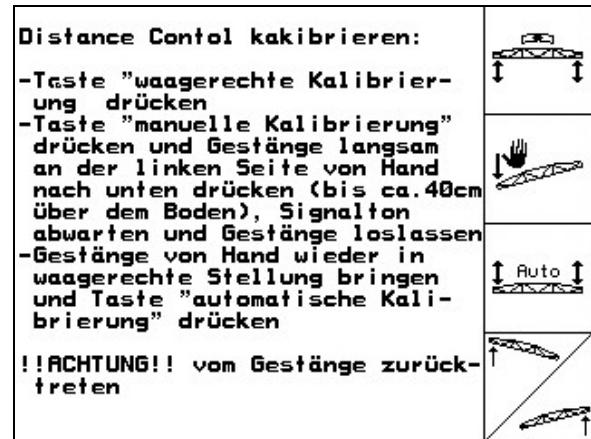 Distance Contol kakibrieren:
-Taste "waagerechte Kalibrier-
ung drücken
-Taste "manuelle Kalibrierung"
drücken und Gestänge langsam
an der linken Seite von Hand
nach unten drücken (bis ca.40cm
über dem Boden), Signalton
abwarten und Gestänge loslassen
-Gestänge von Hand wieder in
waagerechte Stellung bringen
und Taste "automatische Kali-
brierung" drücken
!!ACHTUNG!! vom Gestänge zurück-
treten
Auto